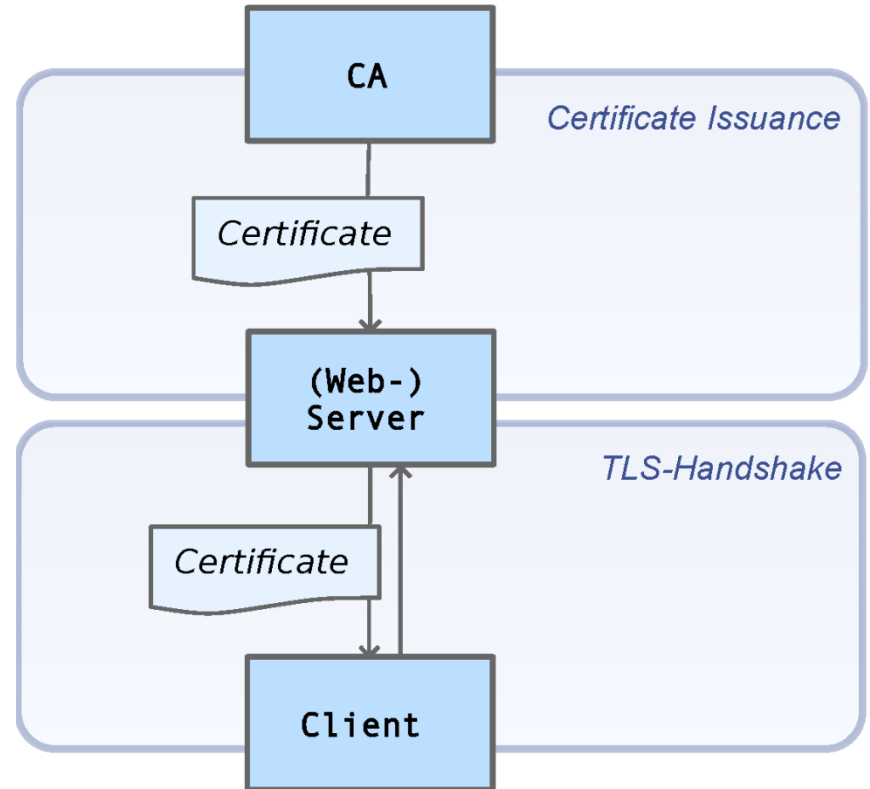 CA
Certificate Issuance
Certificate
(Web-)
Server
TLS-Handshake
Certificate
Client